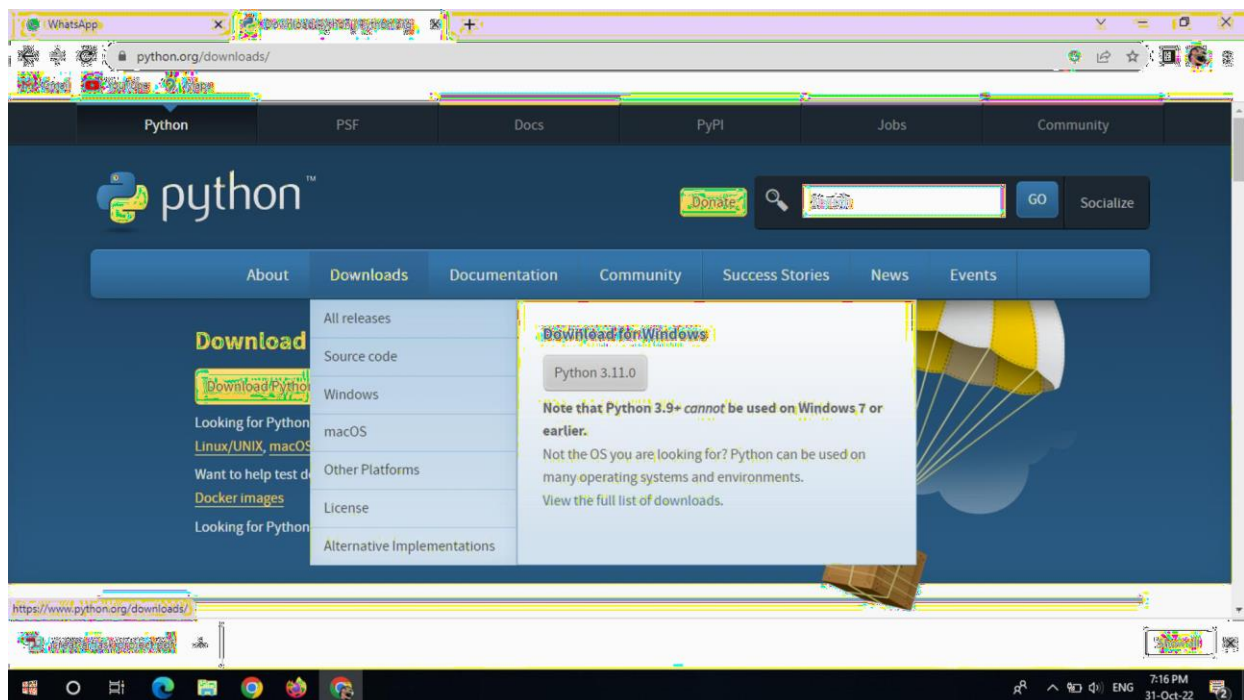 WhatsApp
python.org/downloads/
Python PSF Docs PyPI Jobs Community
python™
Donate GO Socialize
About Downloads Documentation Community Success Stories News Events
Download
Download
Looking for Python
Linux/UNIX, macOS
Want to help test
Docker images
Looking for Python
All releases
Source code
Windows
macOS
Other Platforms
License
Alternative Implementations
Download for Windows
Python 3.11.0
Note that Python 3.9+ cannot be used on Windows 7 or
earlier.
Not the OS you are looking for? Python can be used on
many operating systems and environments.
View the full list of downloads.
https://www.python.org/downloads/
ENG
7:16 PM
31-Oct-22
2